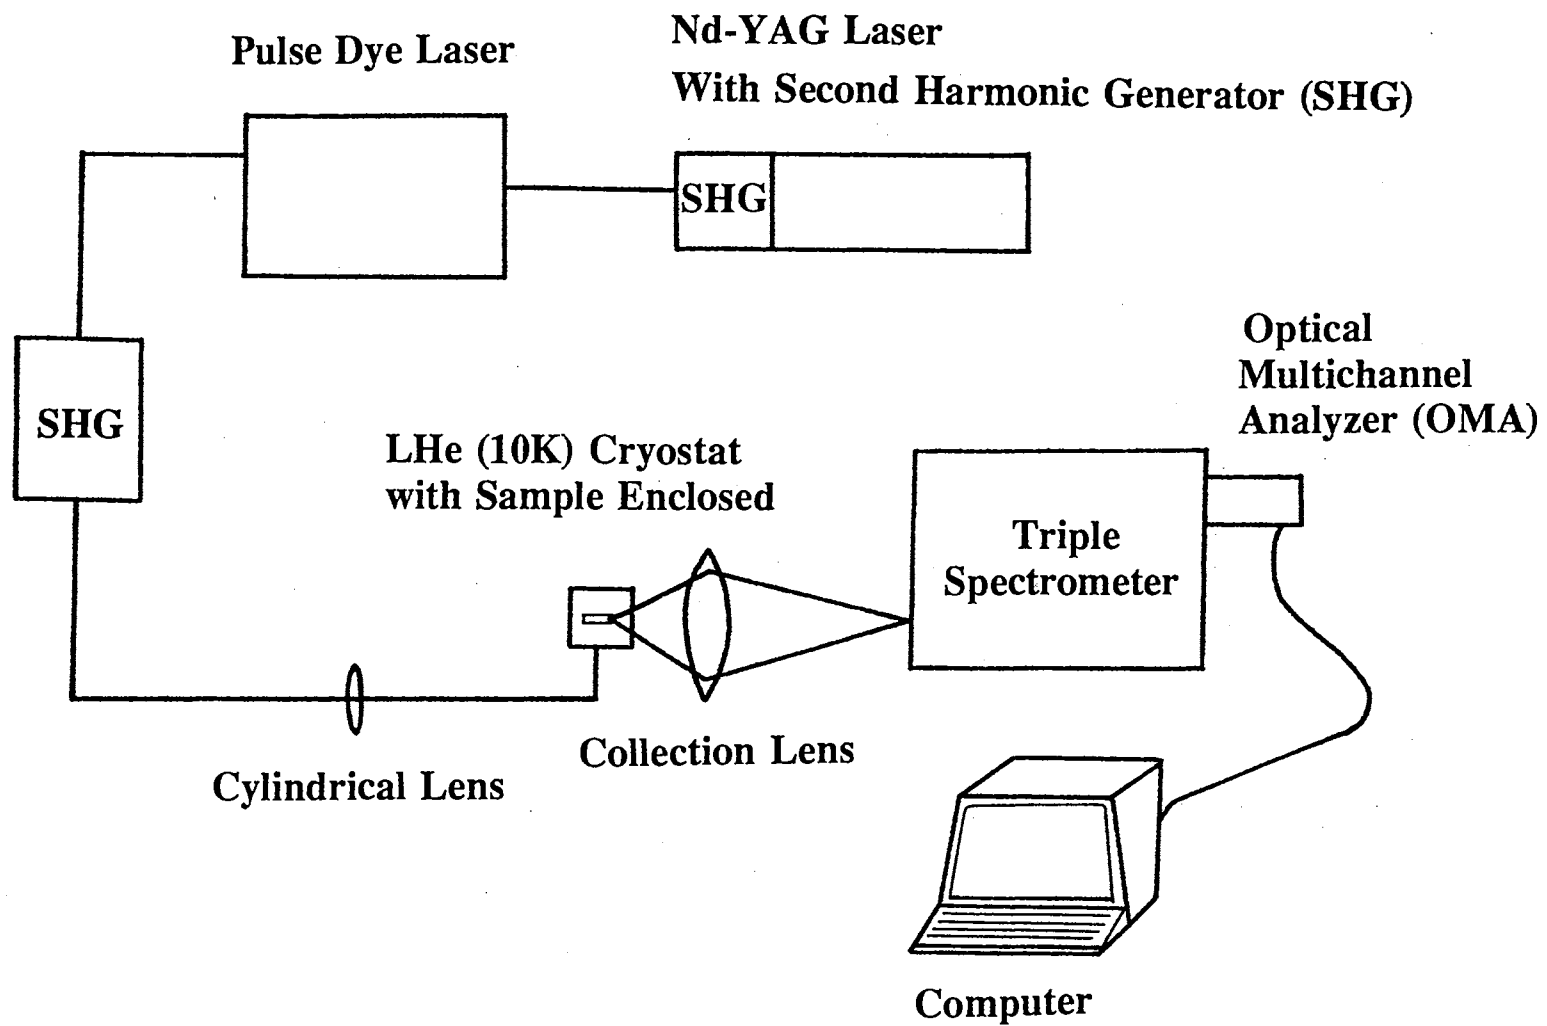 Pulse Dye Laser
Nd-YAG Laser
With Second Harmonic Generator (SHG)
SHG
SHG
Optical
Multichannel
Analyzer (OMA)
LHe (10K) Cryostat
with Sample Enclosed
Triple
Spectrometer
Collection Lens
Cylindrical Lens
Computer